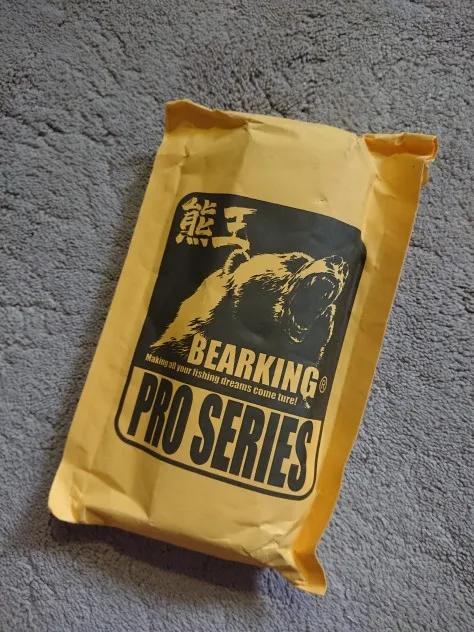 熊王
BEARKING®
Making all your fishing dreams come ture!
PRO SERIES